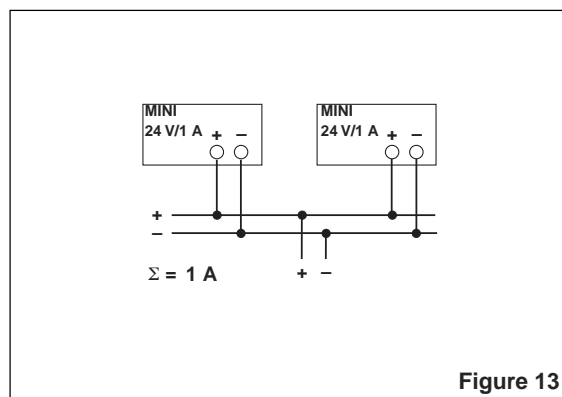 MINI
24 V/1 A + –
MINI
24 V/1 A + –
+
–
Σ = 1 A
+ –
Figure 13